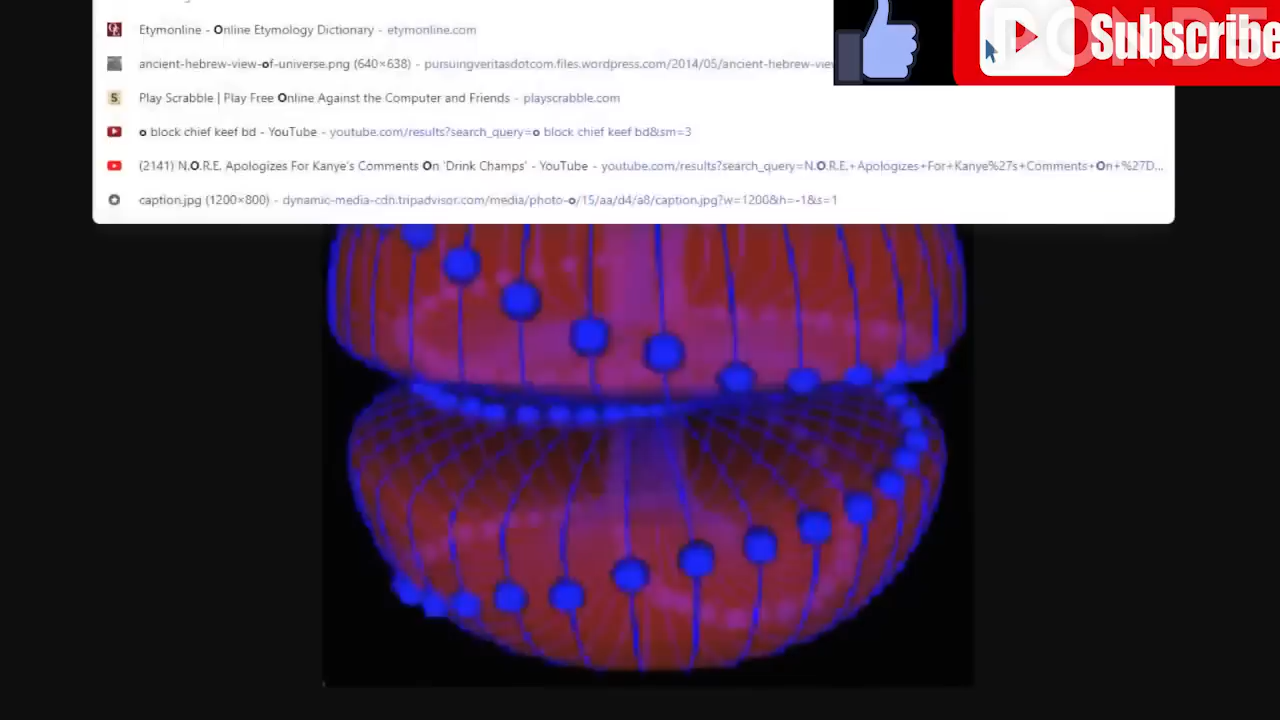 Etymonline - Online Etymology Dictionary - etymonline.com
ancient-hebrew-view-of-universe.png (640×638) - pursuingveritasdotcom.files.wordpress.com/2014/05/ancient-hebrew-view
Subscribe
Play Scrabble | Play Free Online Against the Computer and Friends - playscrabble.com
o block chief keef bd - YouTube - youtube.com/results?search_query=o block chief keef bd&sm=3
(2141) N.O.R.E. Apologizes For Kanye's Comments On 'Drink Champs' - YouTube - youtube.com/results?search_query=N.O.R.E.+Apologizes+For+Kanye%27s+Comments+On+%27D...
caption.jpg (1200×800) - dynamic-media-cdn.tripadvisor.com/media/photo-o/15/aa/d4/a8/caption.jpg?w=1200&h=-1&s=1